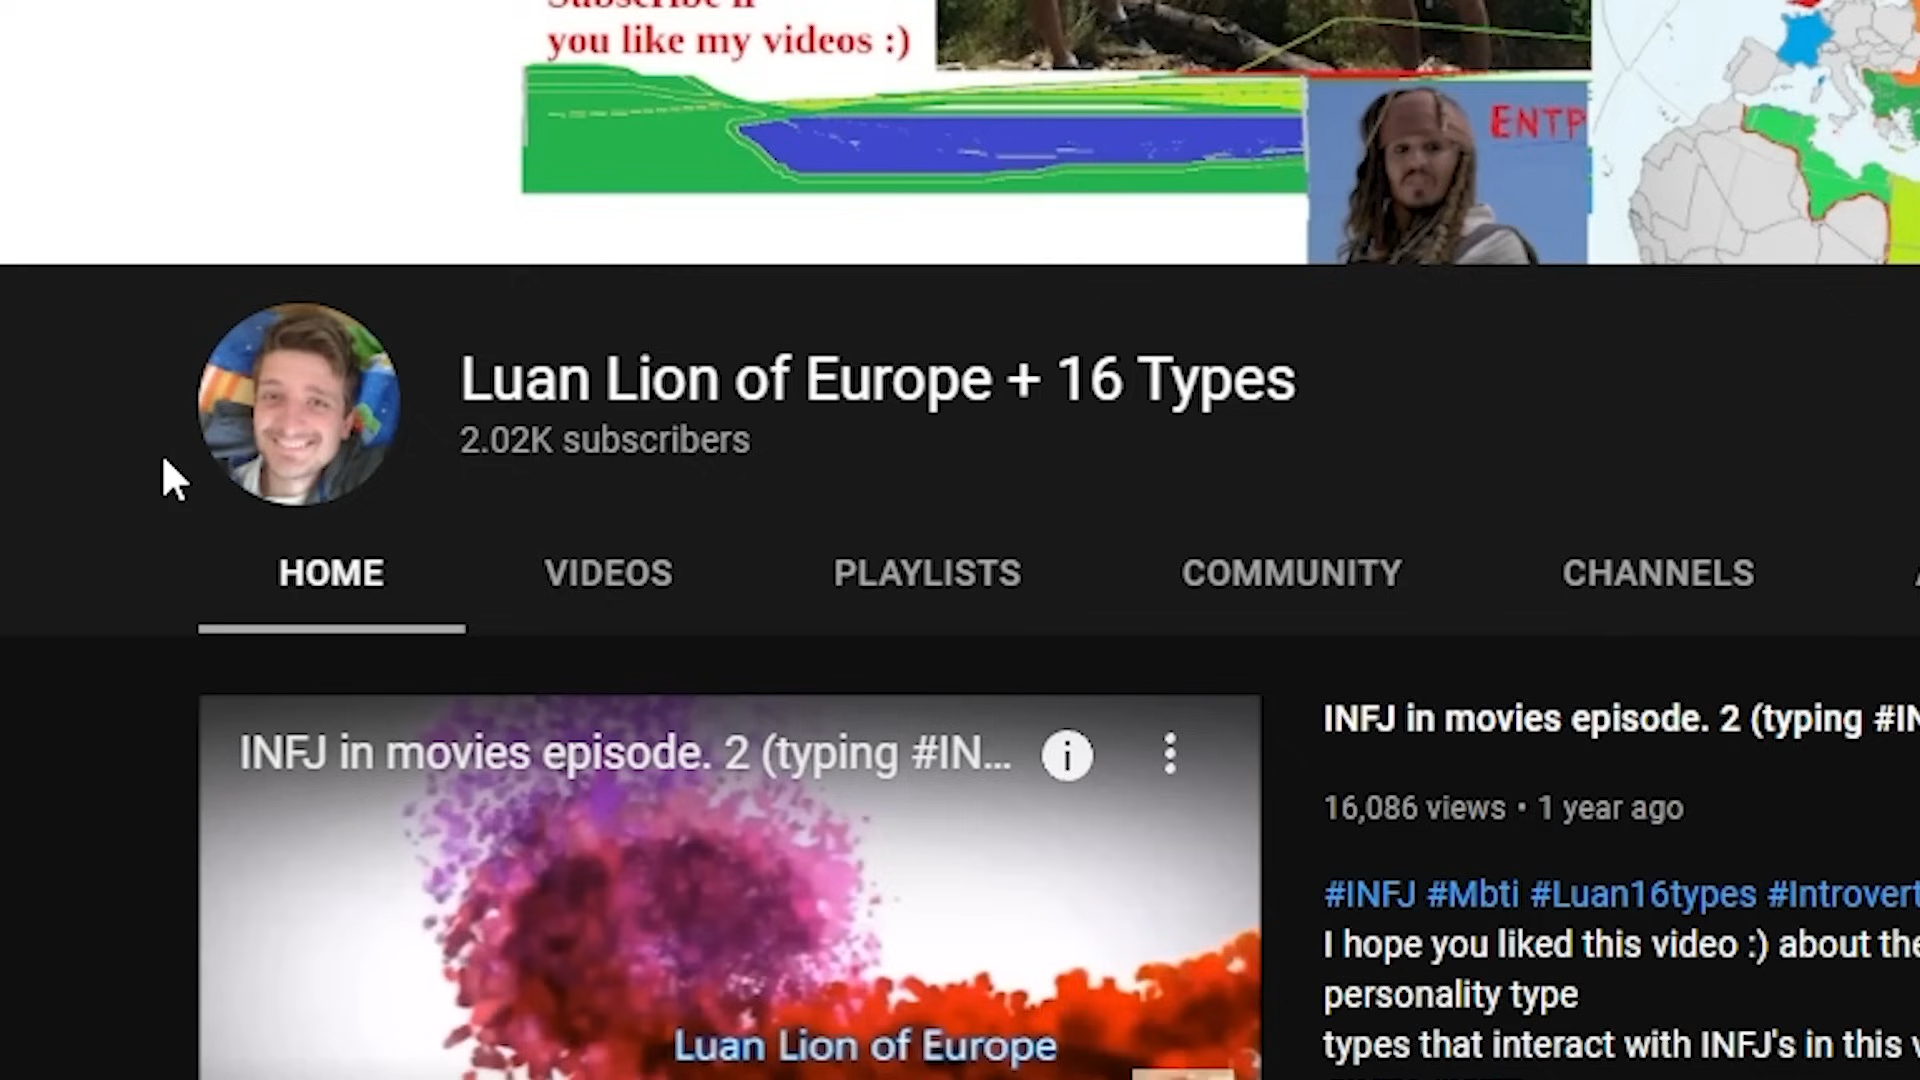 you like my videos :)
ENTP
Luan Lion of Europe + 16 Types
2.02K subscribers
HOME
VIDEOS
PLAYLISTS
COMMUNITY
CHANNELS
INFJ in movies episode. 2 (typing #IN...
Luan Lion of Europe
INFJ in movies episode. 2 (typing #IN
16,086 views • 1 year ago
#INFJ #Mbti #Luan16types #Introvert
I hope you liked this video :) about the
personality type
types that interact with INFJ's in this